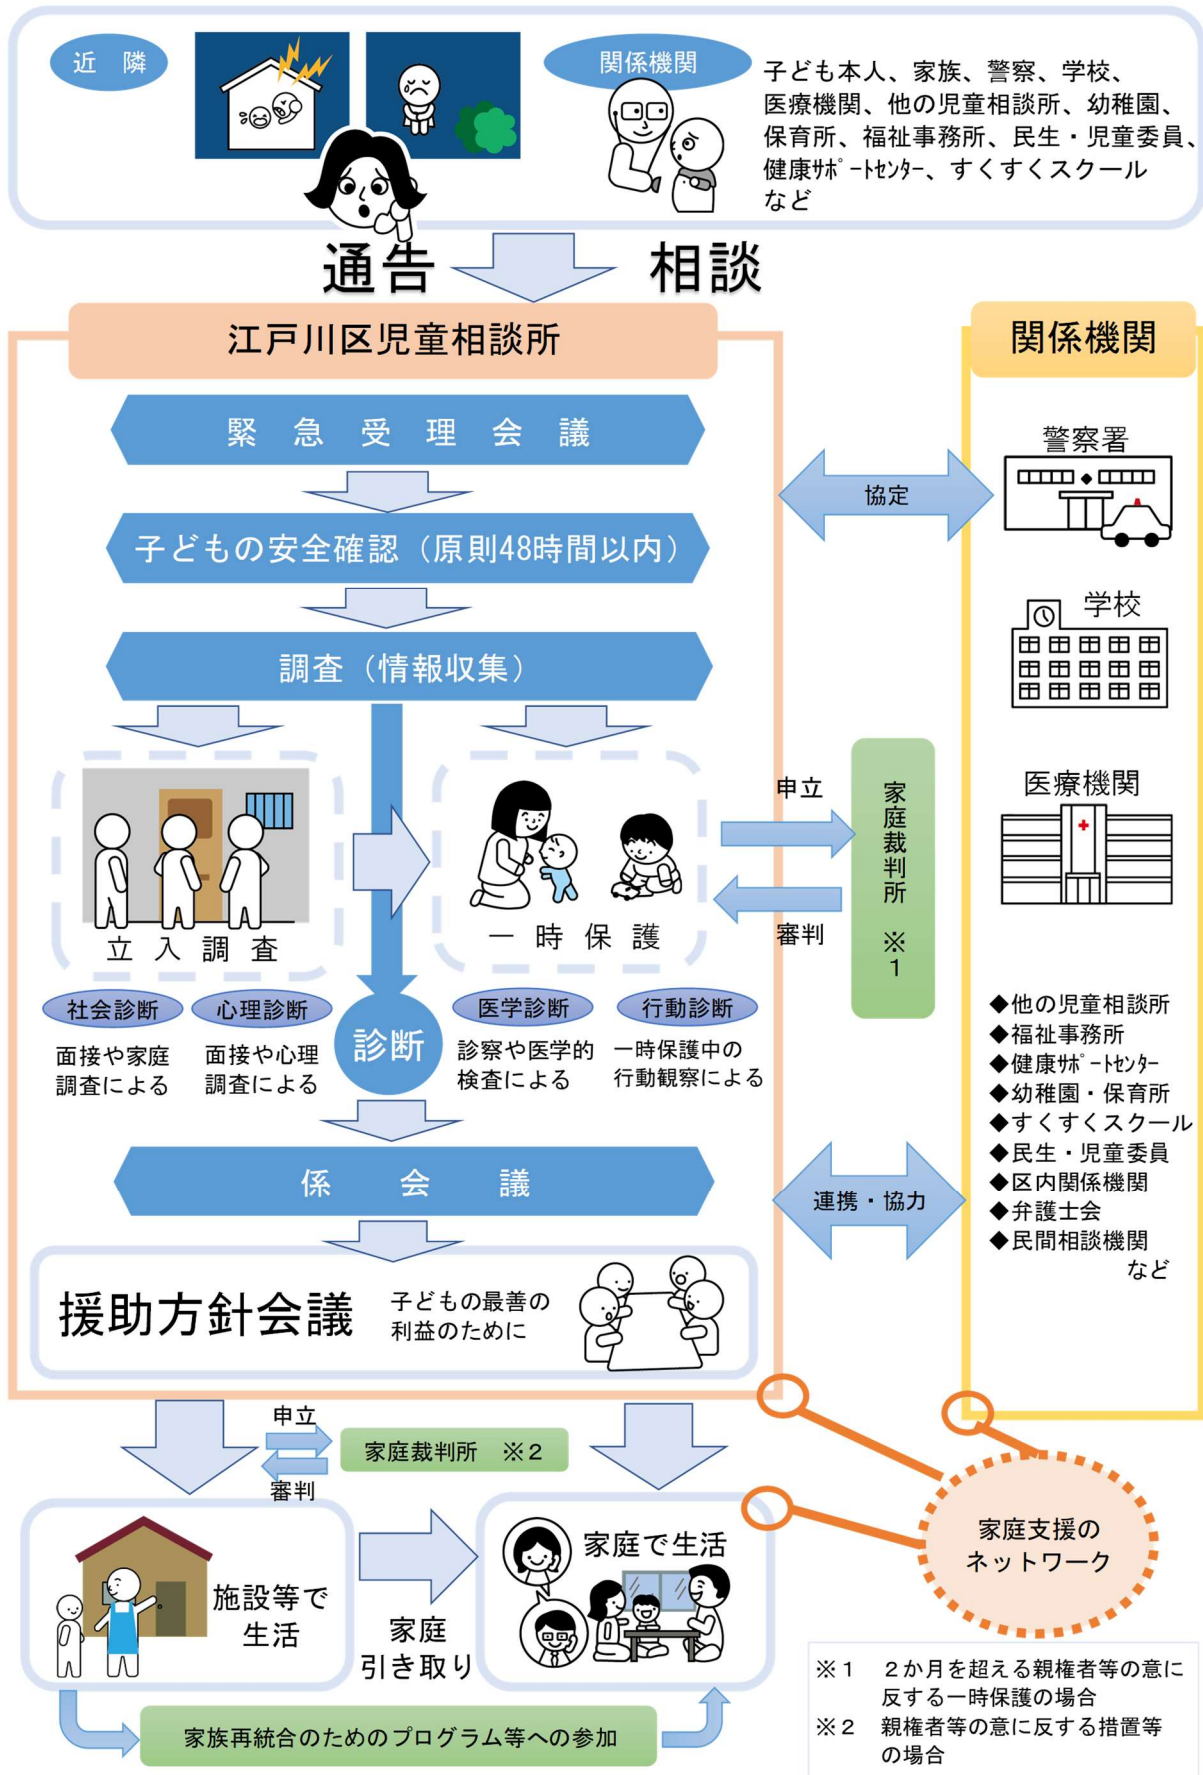 近隣
関係機関
子ども本人、家族、警察、学校、
医療機関、他の児童相談所、幼稚園、
保育所、福祉事務所、民生・児童委員、
健康ｻﾎﾟｰﾄｾﾝﾀｰ、すくすくスクール
など
通告
相談
江戸川区児童相談所
緊急受理会議
子どもの安全確認（原則48時間以内）
調査（情報収集）
立入調査
一時保護
申立
審判
家庭裁判所 ※1
社会診断
面接や家庭
調査による
心理診断
面接や心理
調査による
診断
医学診断
診察や医学的
検査による
行動診断
一時保護中の
行動観察による
係会議
援助方針会議
子どもの最善の
利益のために
協定
連携・協力
関係機関
警察署
学校
医療機関
◆他の児童相談所
◆福祉事務所
◆健康ｻﾎﾟｰﾄｾﾝﾀｰ
◆幼稚園・保育所
◆すくすくスクール
◆民生・児童委員
◆区内関係機関
◆弁護士会
◆民間相談機関
など
申立
審判
家庭裁判所 ※2
施設等で
生活
家庭
引き取り
家庭で生活
家族再統合のためのプログラム等への参加
家庭支援の
ネットワーク
※1 2か月を超える親権者等の意に
反する一時保護の場合
※2 親権者等の意に反する措置等
の場合